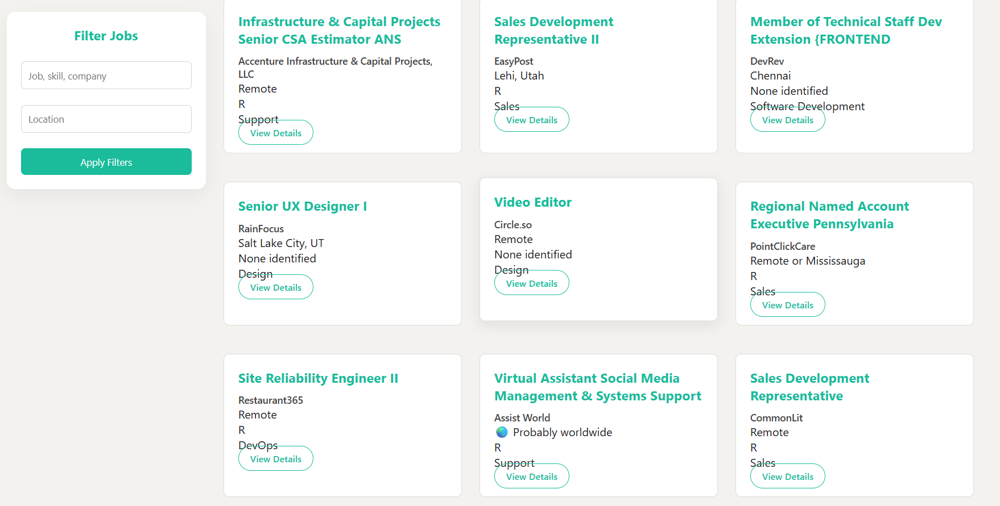 Filter Jobs
Job, skill, company
Location
Apply Filters
Infrastructure & Capital Projects
Senior CSA Estimator ANS
Accenture Infrastructure & Capital Projects,
LLC
Remote
R
Support
View Details
Sales Development
Representative II
EasyPost
Lehi, Utah
R
Sales
View Details
Member of Technical Staff Dev
Extension {FRONTEND
DevRev
Chennai
None identified
Software Development
View Details
Senior UX Designer I
RainFocus
Salt Lake City, UT
None identified
Design
View Details
Video Editor
Circle.so
Remote
None identified
Design
View Details
Regional Named Account
Executive Pennsylvania
PointClickCare
Remote or Mississauga
R
Sales
View Details
Site Reliability Engineer II
Restaurant365
Remote
R
DevOps
View Details
Virtual Assistant Social Media
Management & Systems Support
Assist World
🌏 Probably worldwide
R
Support
View Details
Sales Development
Representative
CommonLit
Remote
R
Sales
View Details